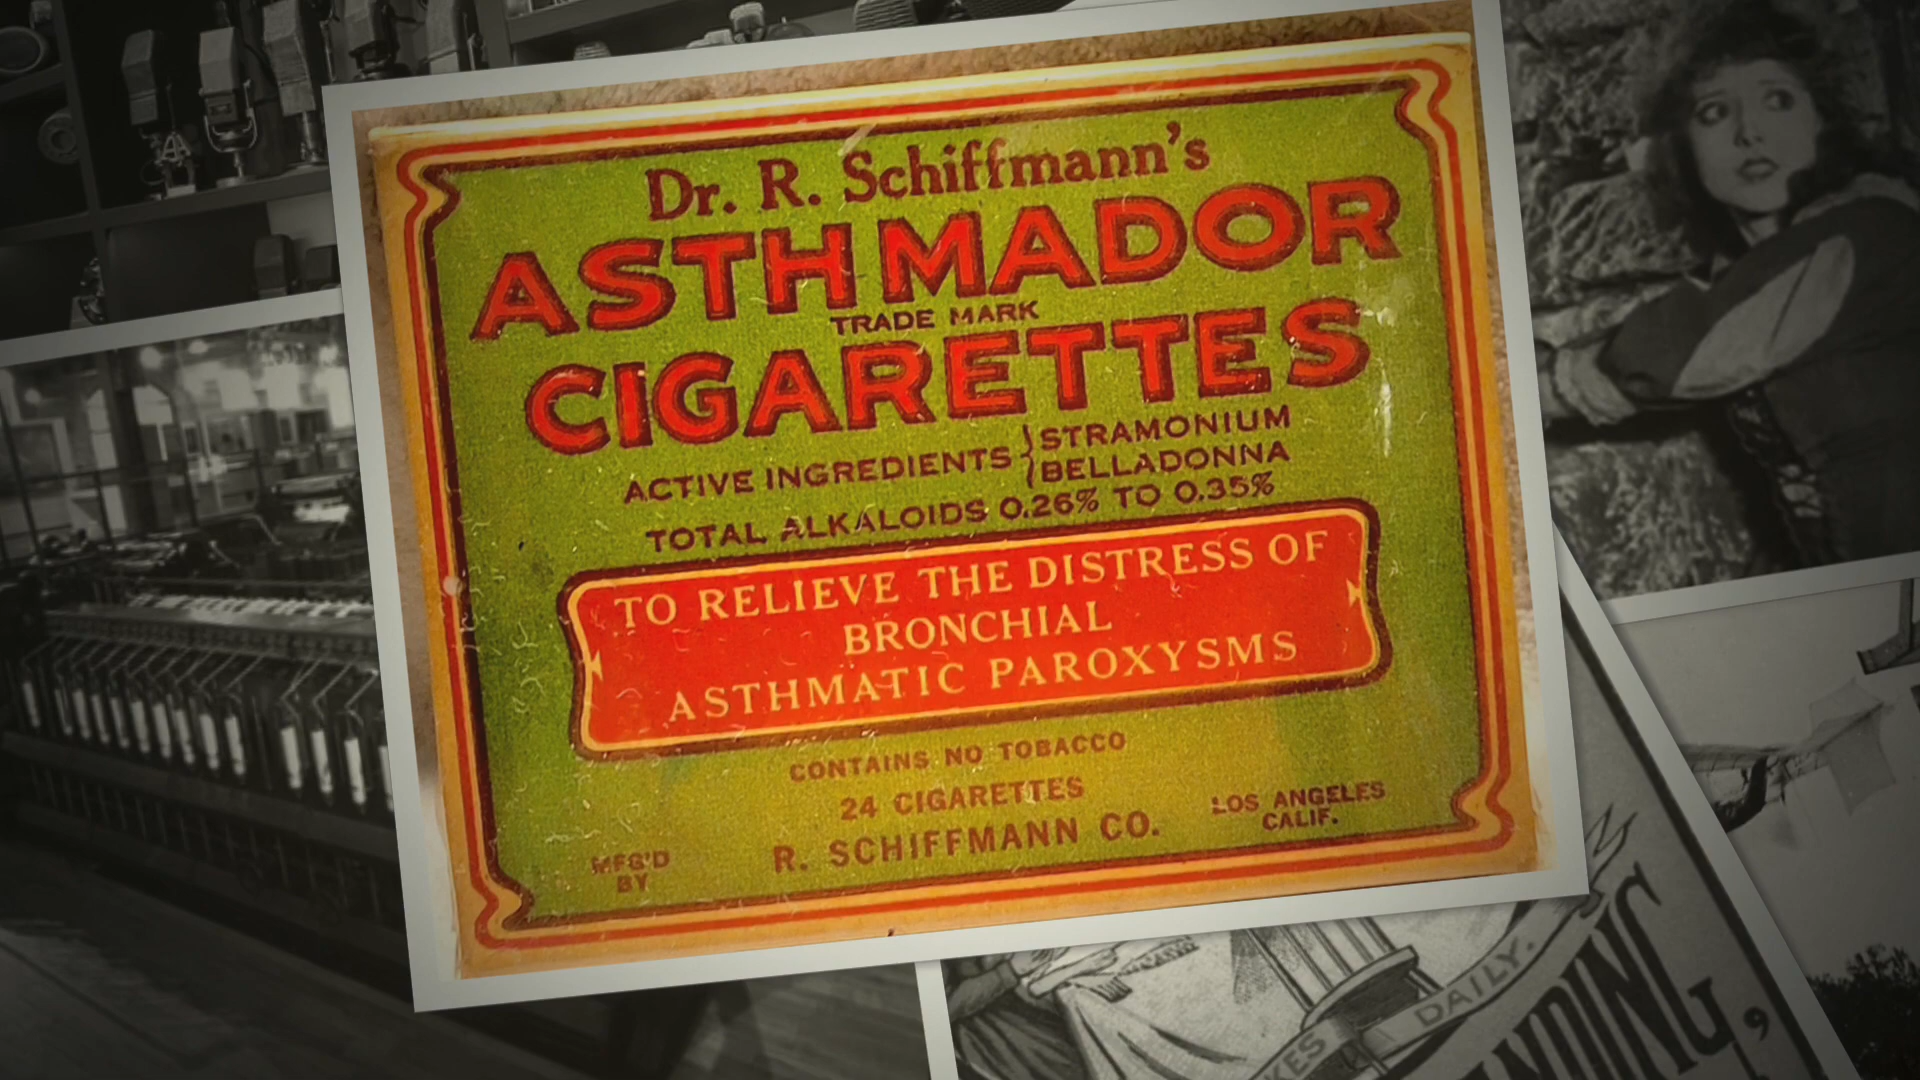 Dr. R. Schiffmann's
ASTHMADOR
TRADE MARK
CIGARETTES
ACTIVE INGREDIENTS { STRAMONIUM
BELLADONNA
TOTAL ALKALOIDS 0.26% TO 0.35%
TO RELIEVE THE DISTRESS OF
BRONCHIAL
ASTHMATIC PAROXYSMS
CONTAINS NO TOBACCO
24 CIGARETTES
MFG'D
BY
R. SCHIFFMANN CO.
LOS ANGELES
CALIF.
DAILY.